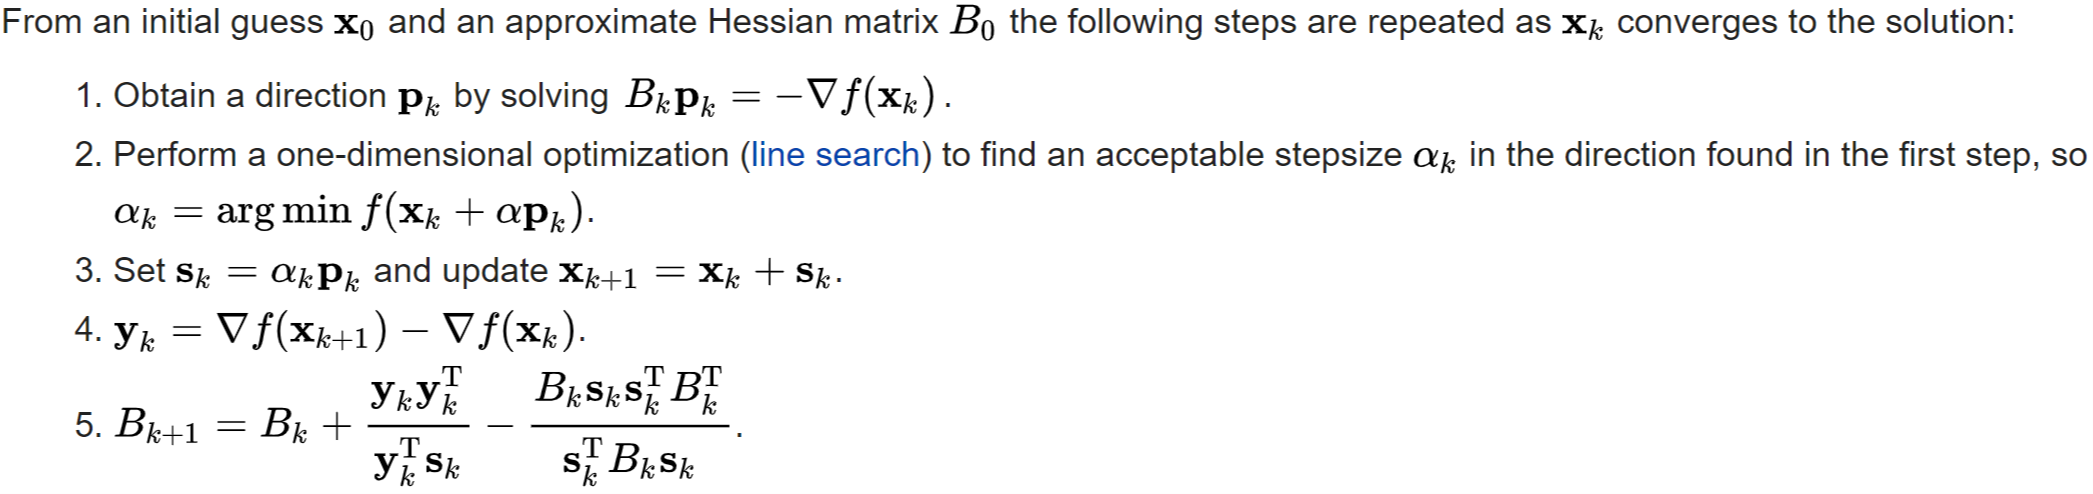 From an initial guess x₀ and an approximate Hessian matrix B₀ the following steps are repeated as xₖ converges to the solution:
1. Obtain a direction pₖ by solving Bₖpₖ = −∇f(xₖ).
2. Perform a one-dimensional optimization (line search) to find an acceptable stepsize αₖ in the direction found in the first step, so
αₖ = arg min f(xₖ + αpₖ).
3. Set sₖ = αₖpₖ and update xₖ₊₁ = xₖ + sₖ.
4. yₖ = ∇f(xₖ₊₁) − ∇f(xₖ).
5. Bₖ₊₁ = Bₖ + (yₖyₖᵀ)/(yₖᵀsₖ) − (BₖsₖsₖᵀBₖᵀ)/(sₖᵀBₖsₖ).